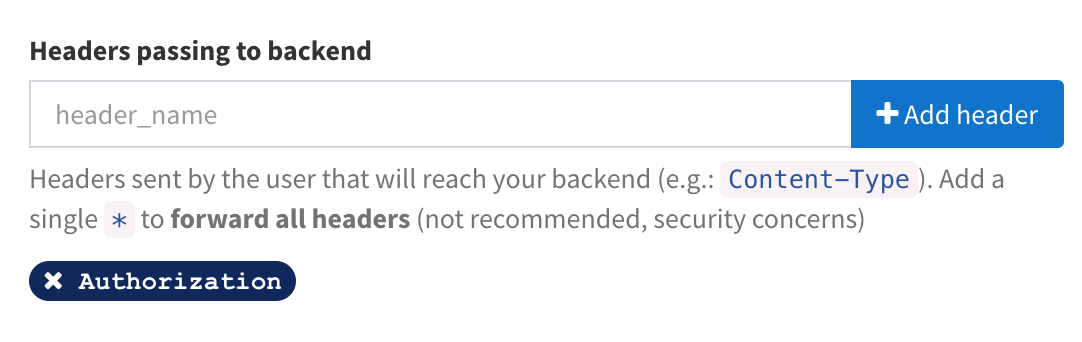 Headers passing to backend
header_name
Add header
Headers sent by the user that will reach your backend (e.g.: Content-Type). Add a
single * to forward all headers (not recommended, security concerns)
Authorization